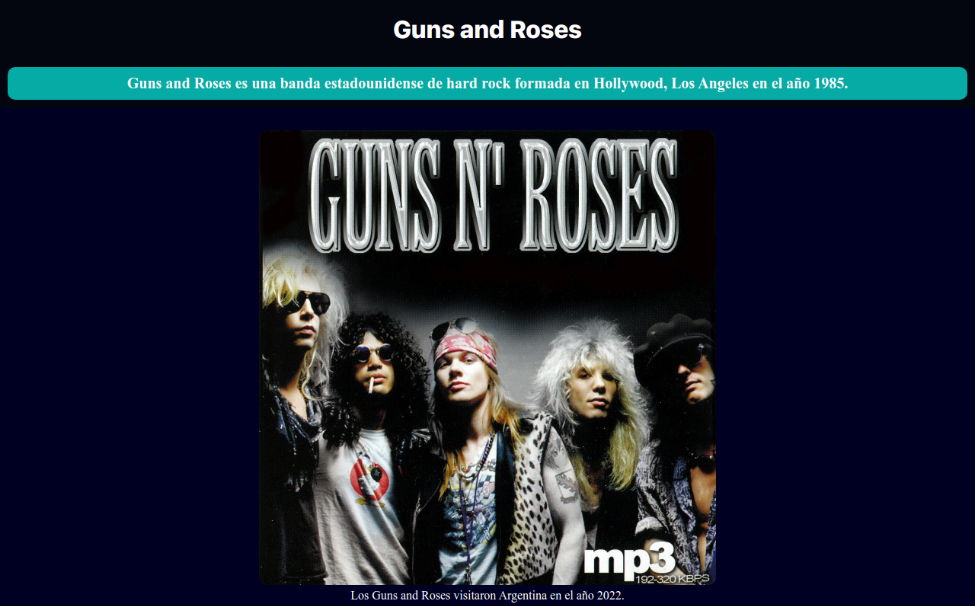 Guns and Roses
Guns and Roses es una banda estadounidense de hard rock formada en Hollywood, Los Angeles en el año 1985.
GUNS N' ROSES
mp3
192-320 KBPS
Los Guns and Roses visitaron Argentina en el año 2022.